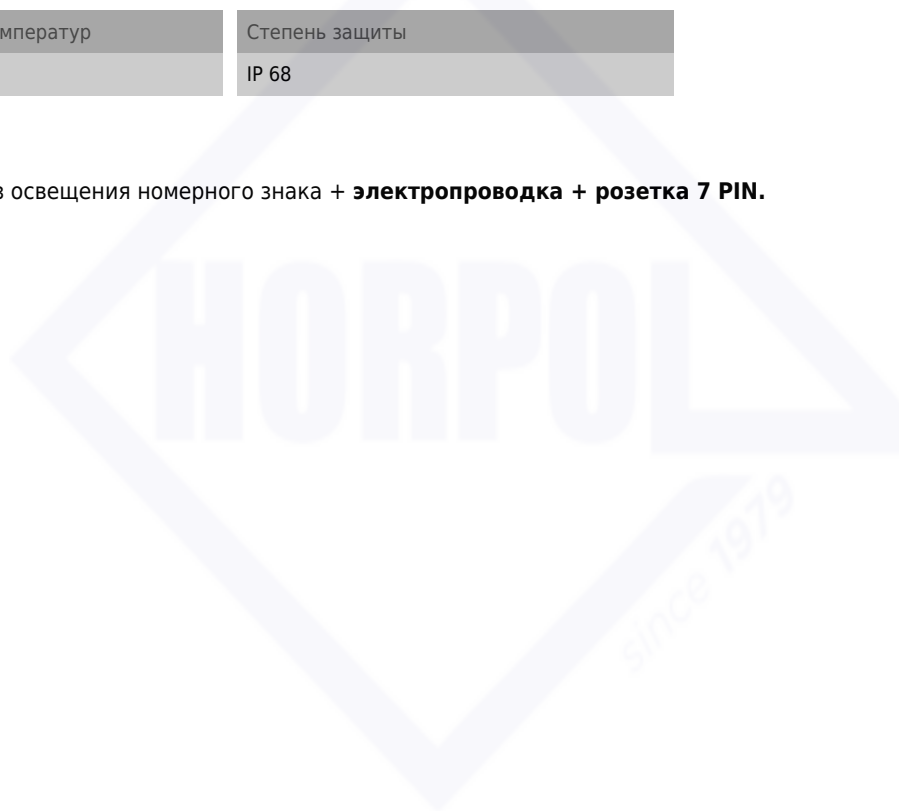 мператур Степень защиты
IP 68
з освещения номерного знака + электропроводка + розетка 7 PIN.
HORPOL
since 1979